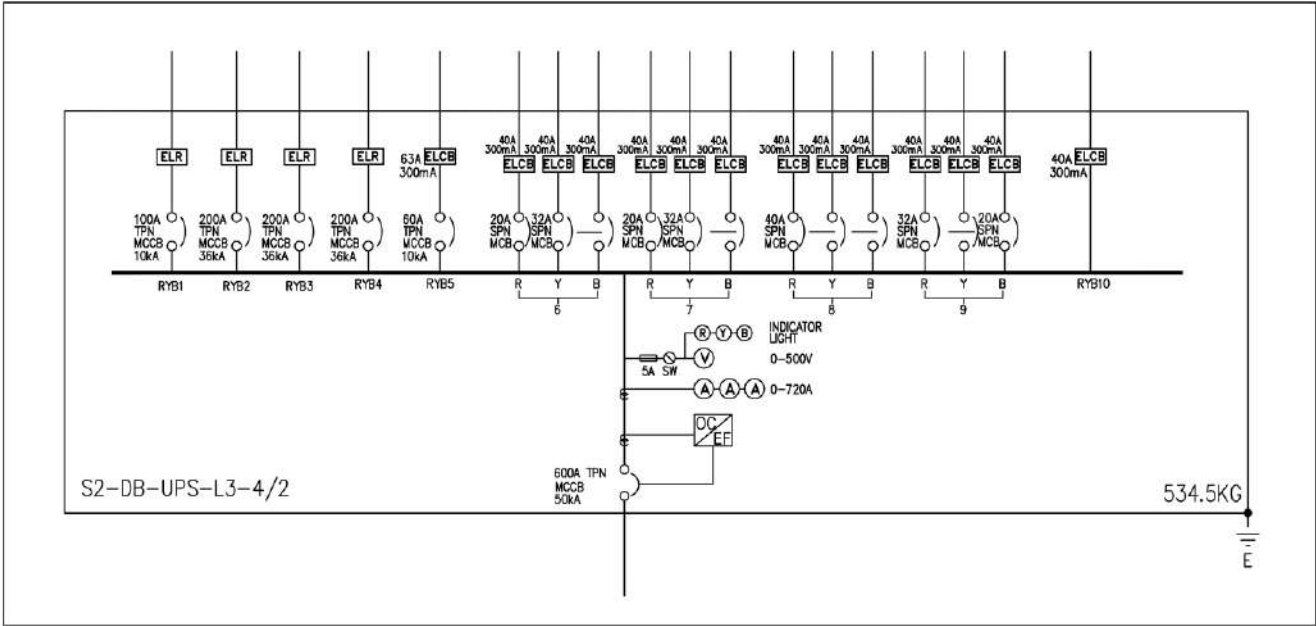 40A 40A 40A 40A 40A 40A 40A 40A 40A 40A 40A 40A
300mA 300mA 300mA 300mA 300mA 300mA 300mA 300mA 300mA 300mA 300mA 300mA
ELR ELR ELR ELR 63A ELCB ELCB ELCB ELCB ELCB ELCB ELCB ELCB ELCB ELCB ELCB ELCB ELCB 40A ELCB
300mA 300mA
100A 200A 200A 200A 60A 20A 32A 20A 32A 40A 32A 20A
TPN TPN TPN TPN TPN SPN SPN SPN SPN SPN SPN SPN
MCCB MCCB MCCB MCCB MCCB MCB MCB MCB MCB MCB MCB MCB
10kA 36kA 36kA 36kA 10kA
RYB1 RYB2 RYB3 RYB4 RYB5 R Y B R Y B R Y B R Y B RYB10
6 7 8 9
R Y B INDICATOR
LIGHT
V 0-500V
5A SW
A A A 0-720A
OC
EF
600A TPN
MCCB
50kA
S2-DB-UPS-L3-4/2 534.5KG
E